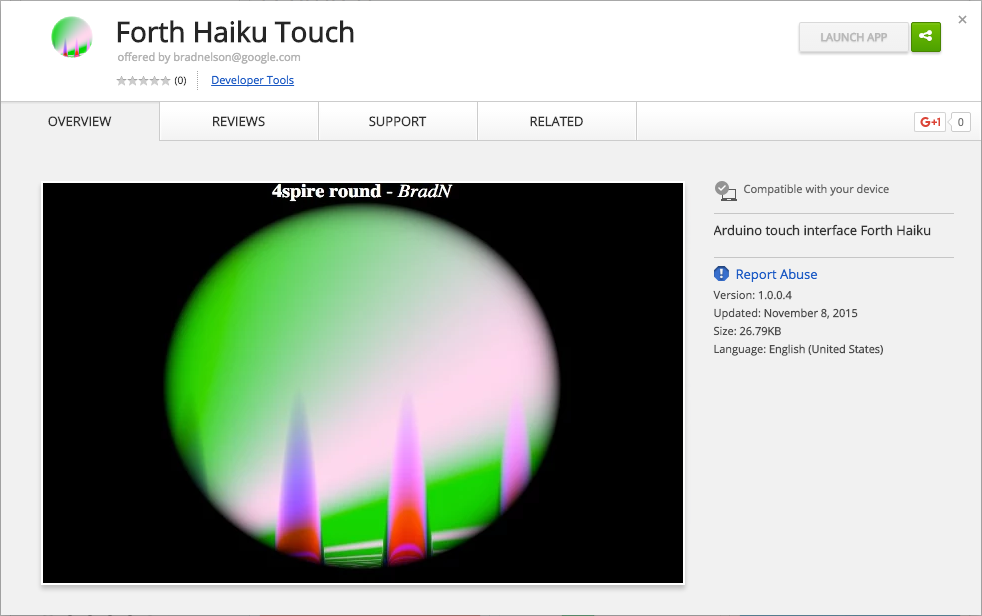 Forth Haiku Touch
offered by bradnelson@google.com
(0)
Developer Tools
LAUNCH APP
OVERVIEW
REVIEWS
SUPPORT
RELATED
G+1
0
4spire round - BradN
Compatible with your device
Arduino touch interface Forth Haiku
Report Abuse
Version: 1.0.0.4
Updated: November 8, 2015
Size: 26.79KB
Language: English (United States)